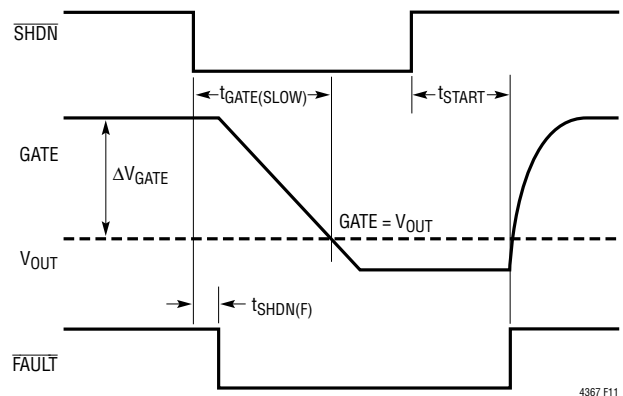 SHDN
tGATE(SLOW)
tSTART
GATE
ΔVGATE
GATE = VOUT
VOUT
tSHDN(F)
FAULT
4367 F11